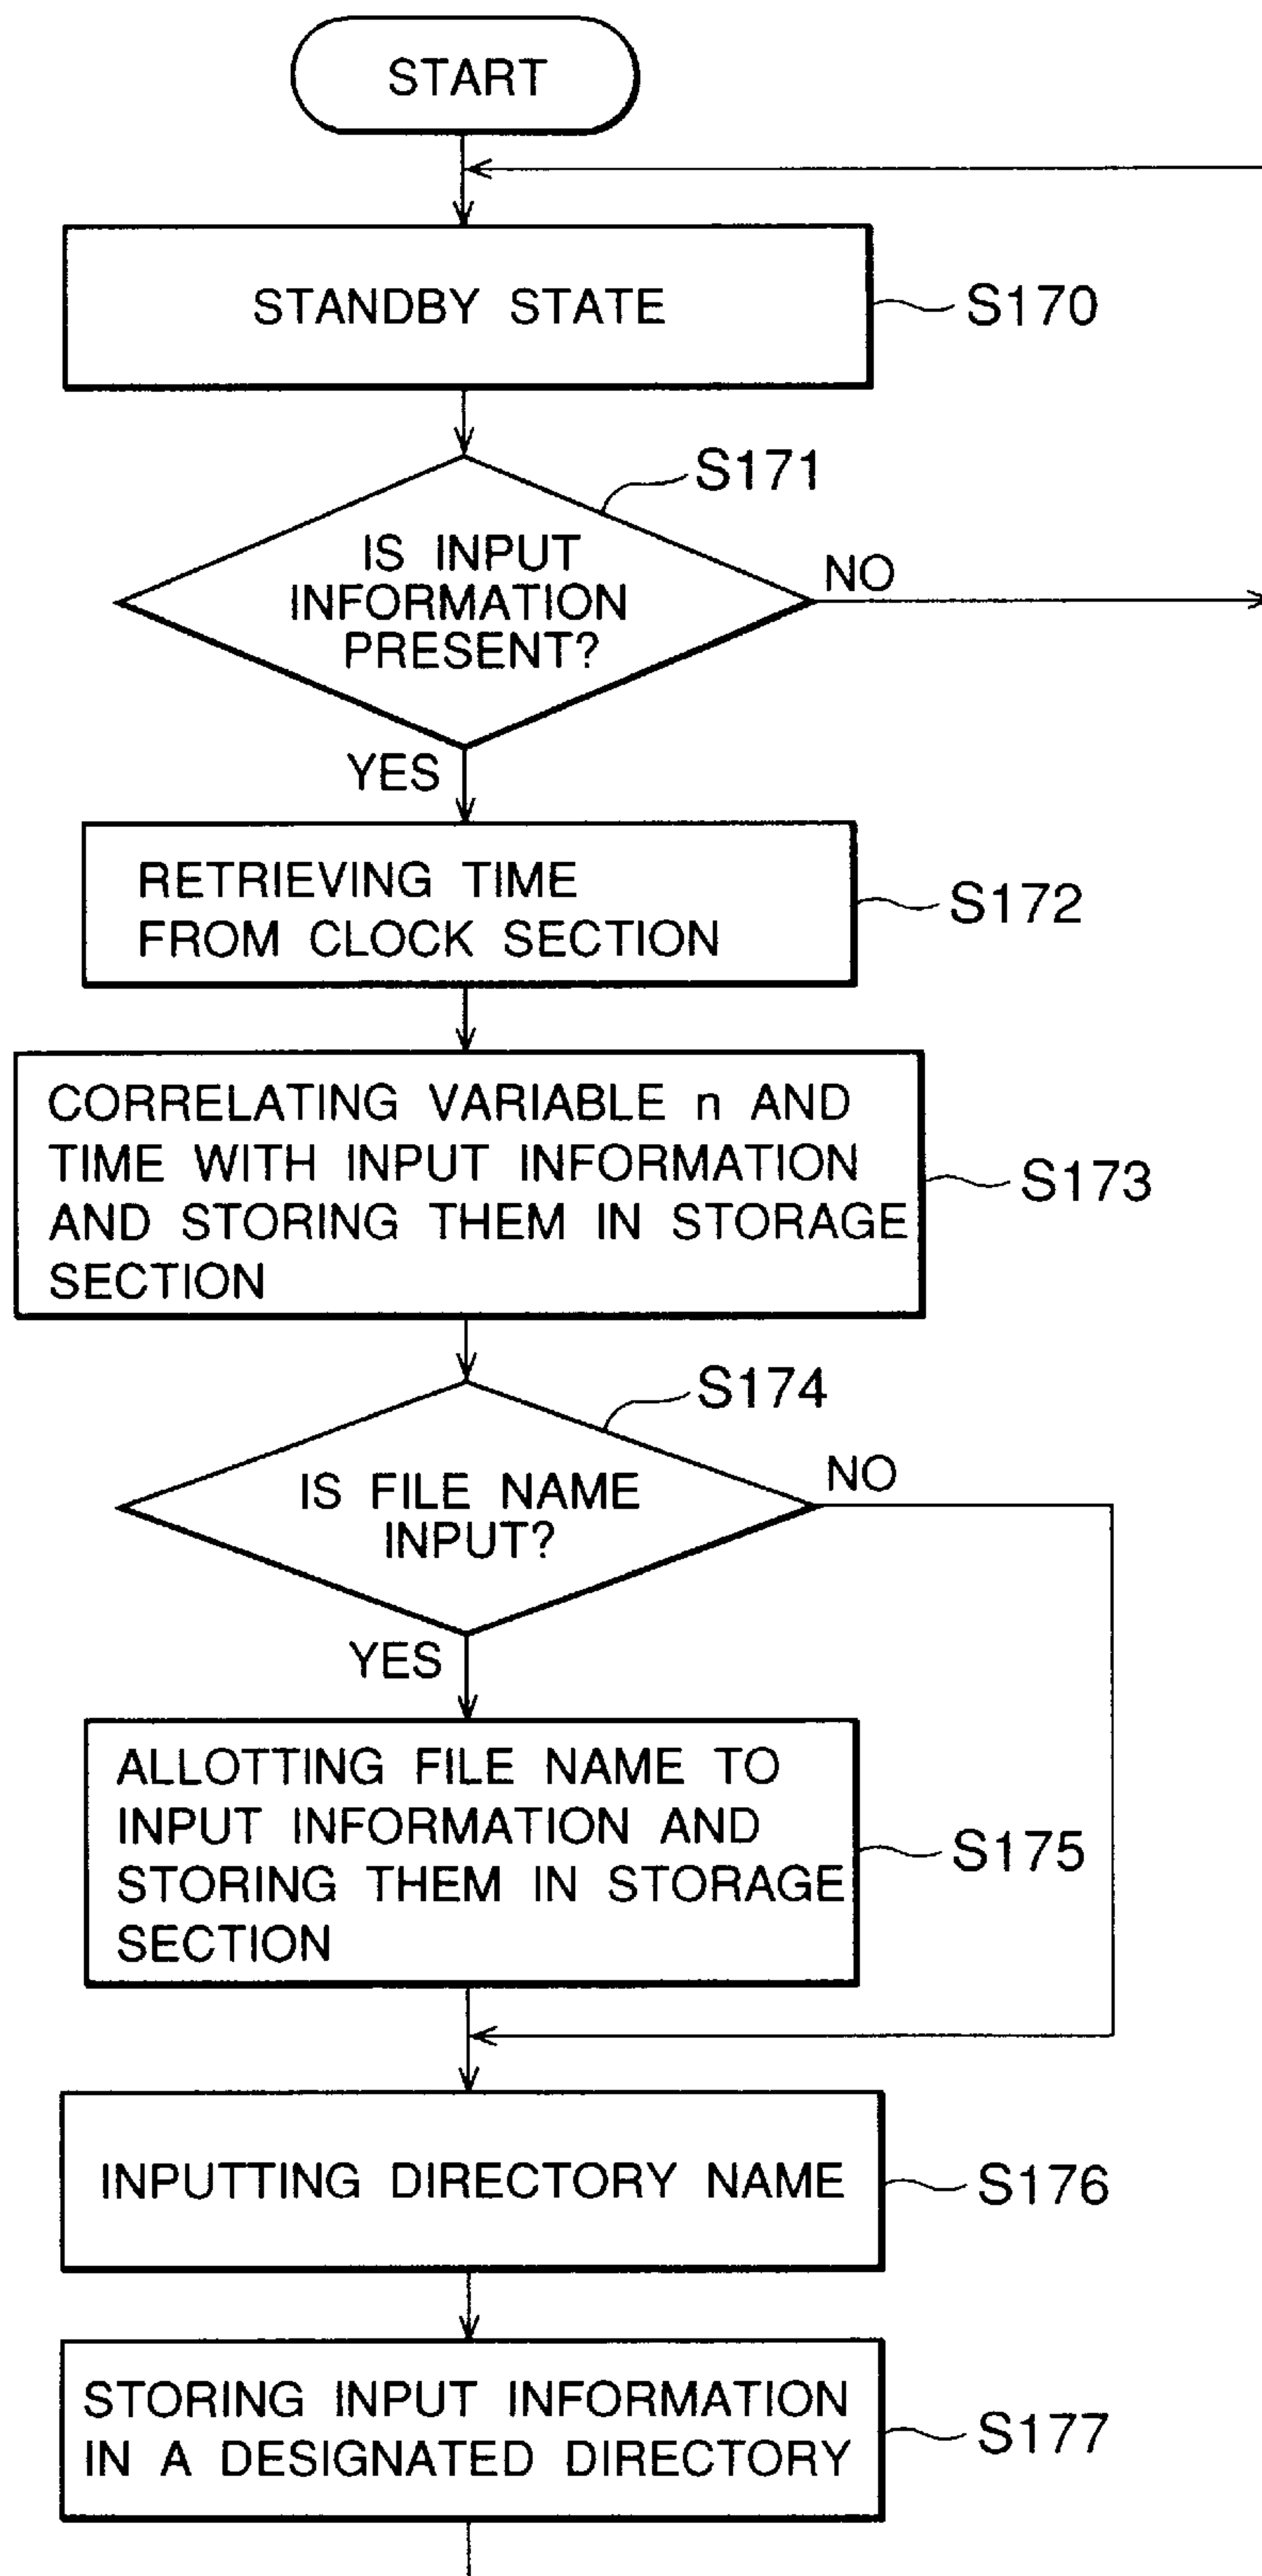 START
STANDBY STATE
S170
S171
IS INPUT
INFORMATION
PRESENT?
NO
YES
RETRIEVING TIME
FROM CLOCK SECTION
S172
CORRELATING VARIABLE n AND
TIME WITH INPUT INFORMATION
AND STORING THEM IN STORAGE
SECTION
S173
S174
IS FILE NAME
INPUT?
NO
YES
ALLOTTING FILE NAME TO
INPUT INFORMATION AND
STORING THEM IN STORAGE
SECTION
S175
INPUTTING DIRECTORY NAME
S176
STORING INPUT INFORMATION
IN A DESIGNATED DIRECTORY
S177